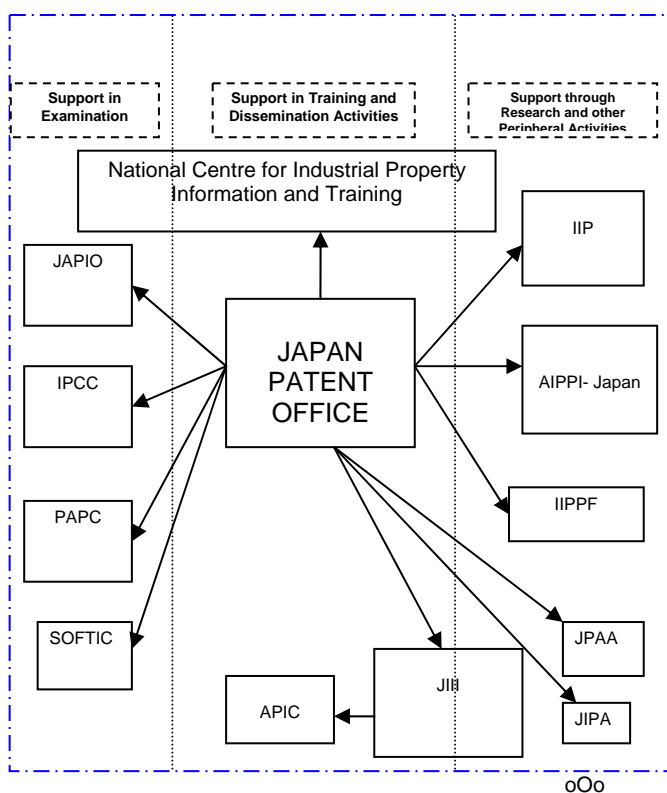 Support in
Examination
Support in Training and
Dissemination Activities
Support through
Research and other
Peripheral Activities
National Centre for Industrial Property
Information and Training
JAPIO
IIP
JAPAN
PATENT
OFFICE
IPCC
AIPPI- Japan
PAPC
IIPPF
SOFTIC
JPAA
JIII
APIC
JIPA
oOo